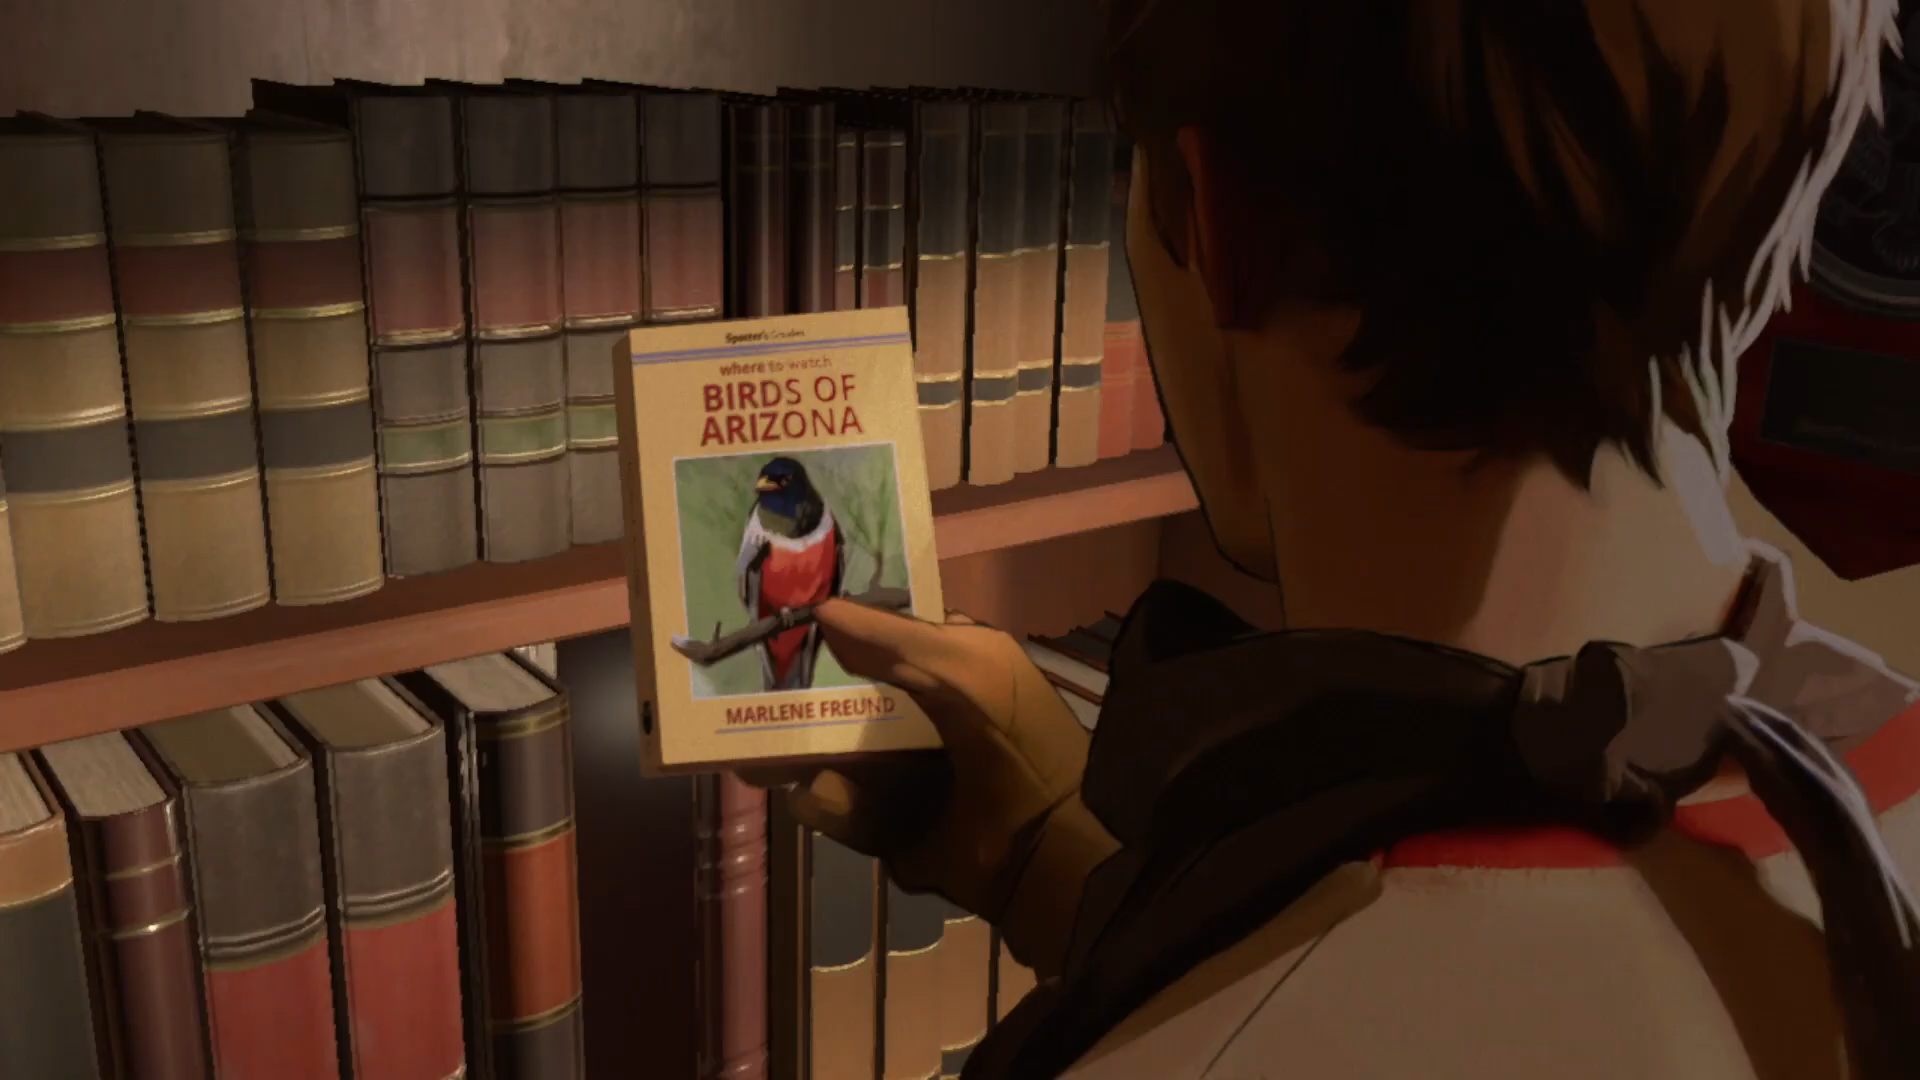 Spotter's Guides
where to watch
BIRDS OF
ARIZONA
MARLENE FREUND